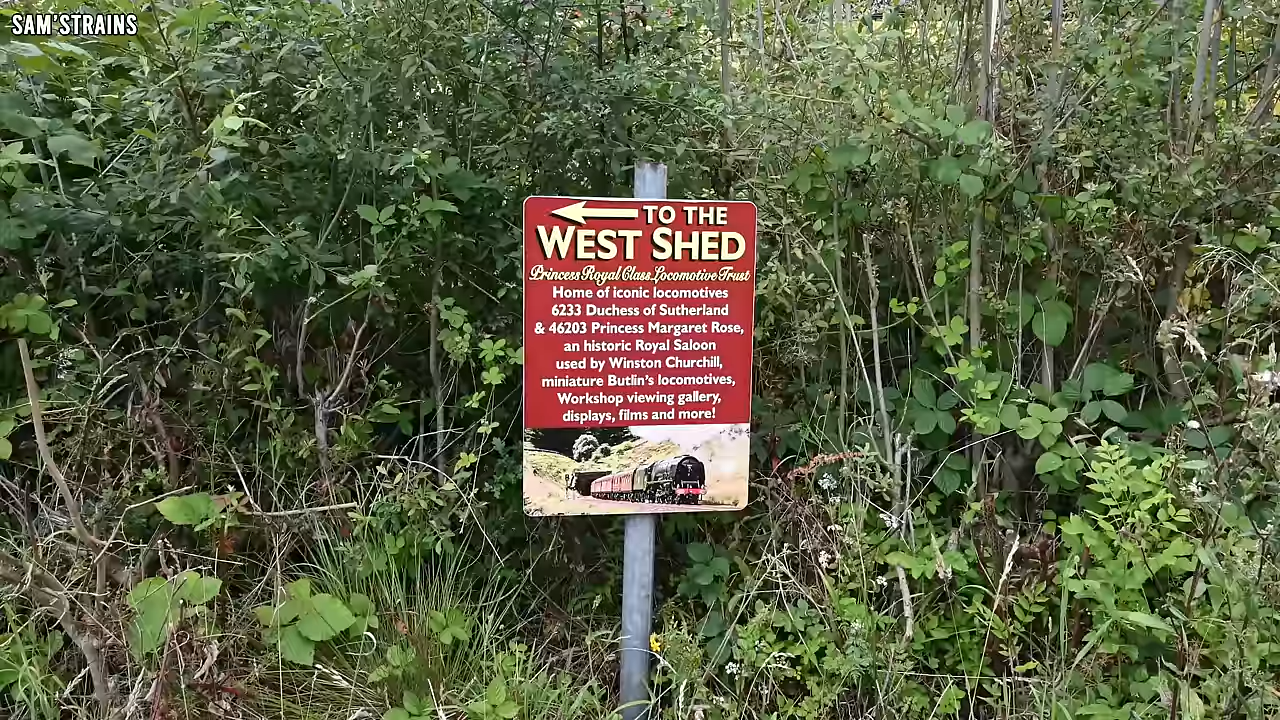 SAM'STRAINS
TO THE
WEST SHED
Princess Royal Class Locomotive Trust
Home of iconic locomotives
6233 Duchess of Sutherland
& 46203 Princess Margaret Rose,
an historic Royal Saloon
used by Winston Churchill,
miniature Butlin's locomotives,
Workshop viewing gallery,
displays, films and more!